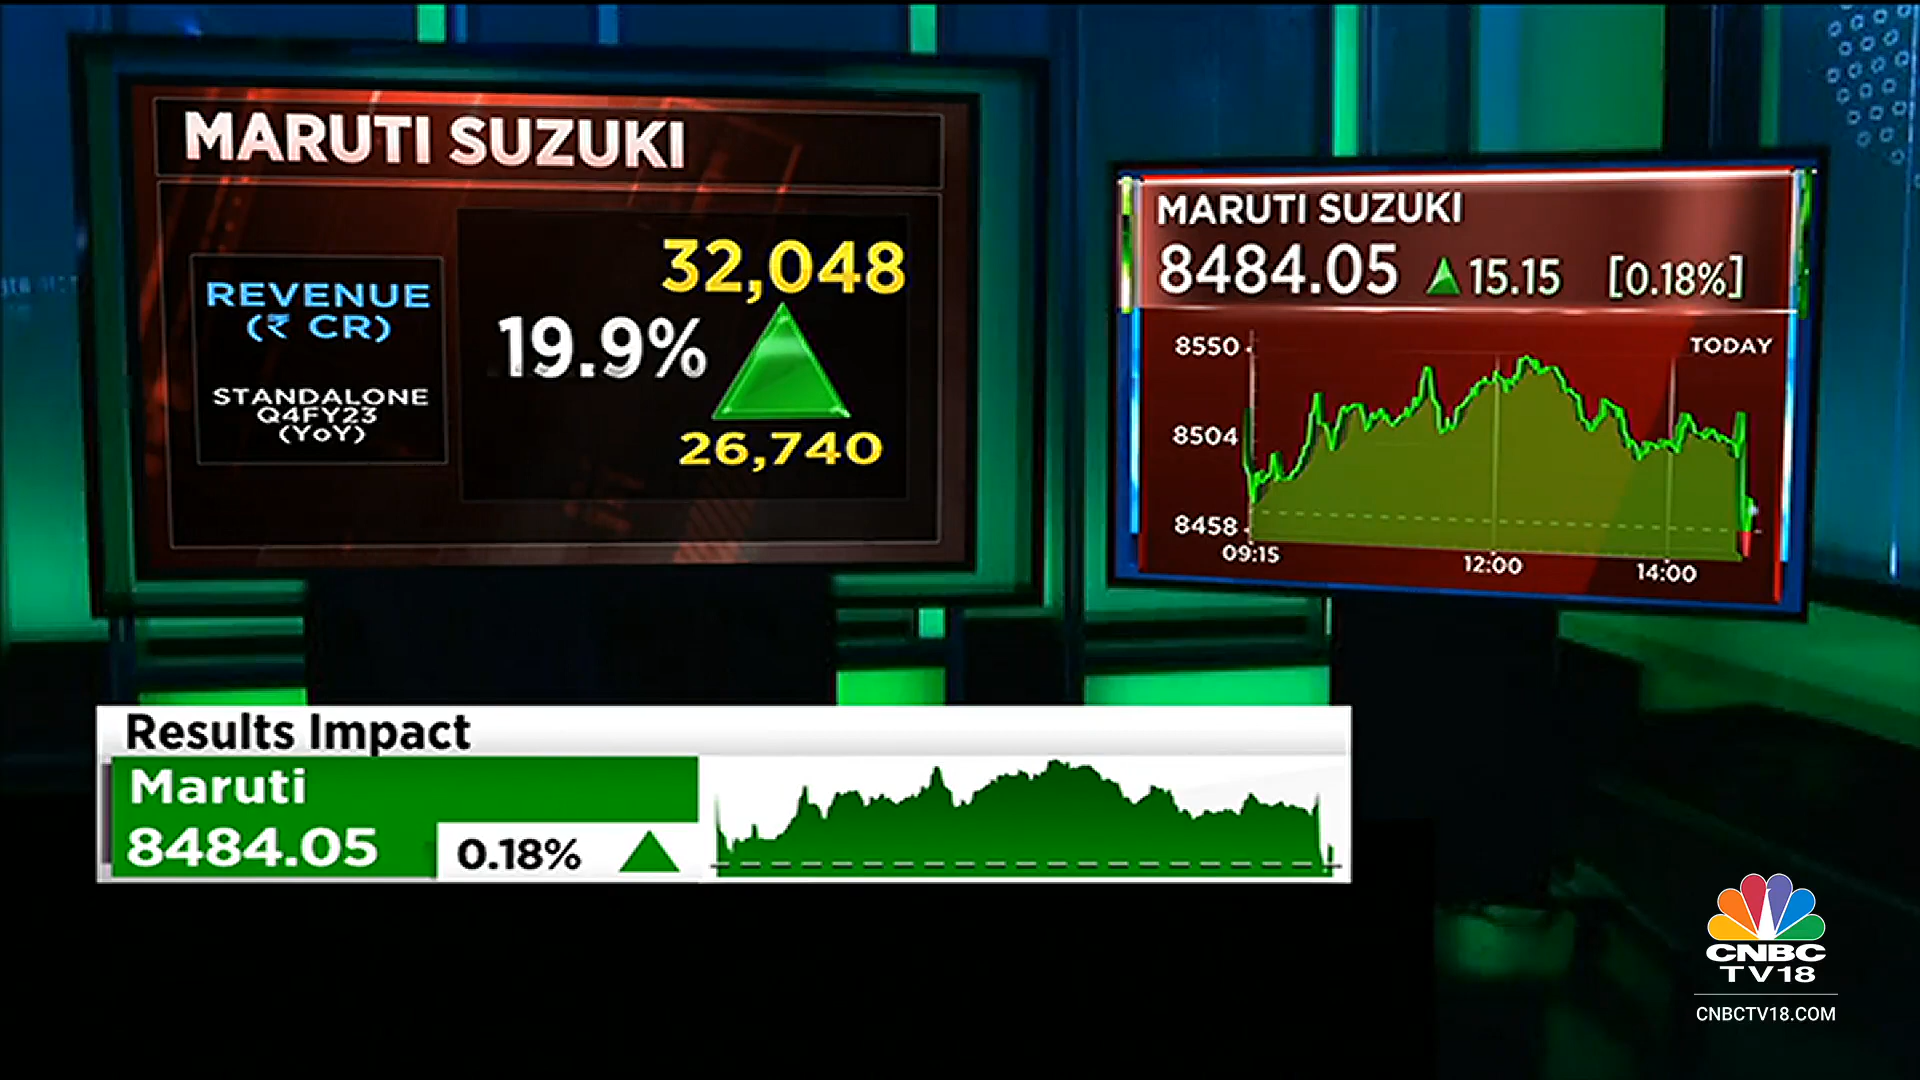 MARUTI SUZUKI
REVENUE
(₹ CR)
STANDALONE
Q4FY23
(YoY)
32,048
19.9%
26,740
MARUTI SUZUKI
8484.05 15.15 [0.18%]
TODAY
8550
8504
8458
09:15 12:00 14:00
Results Impact
Maruti
8484.05 0.18%
CNBC
TV18
CNBCTV18.COM